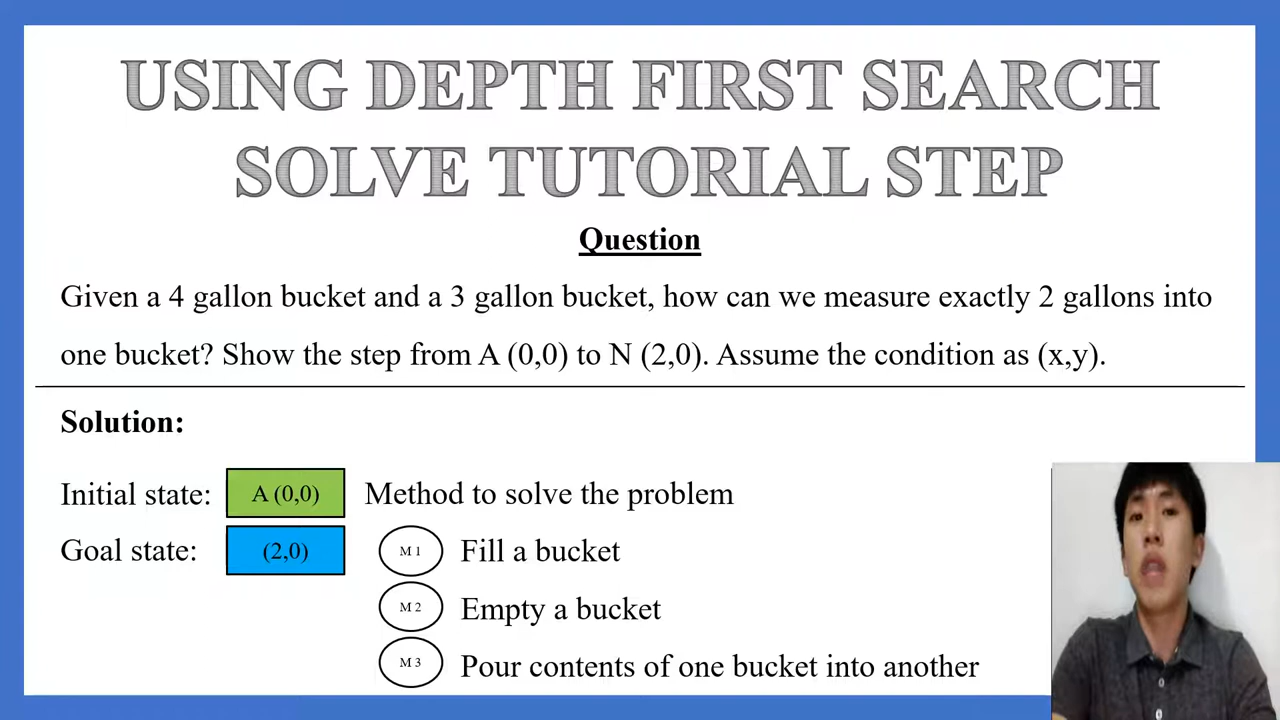 USING DEPTH FIRST SEARCH
SOLVE TUTORIAL STEP
Question
Given a 4 gallon bucket and a 3 gallon bucket, how can we measure exactly 2 gallons into
one bucket? Show the step from A (0,0) to N (2,0). Assume the condition as (x,y).
Solution:
Initial state: A (0,0) Method to solve the problem
Goal state: (2,0) M 1 Fill a bucket
M 2 Empty a bucket
M 3 Pour contents of one bucket into another